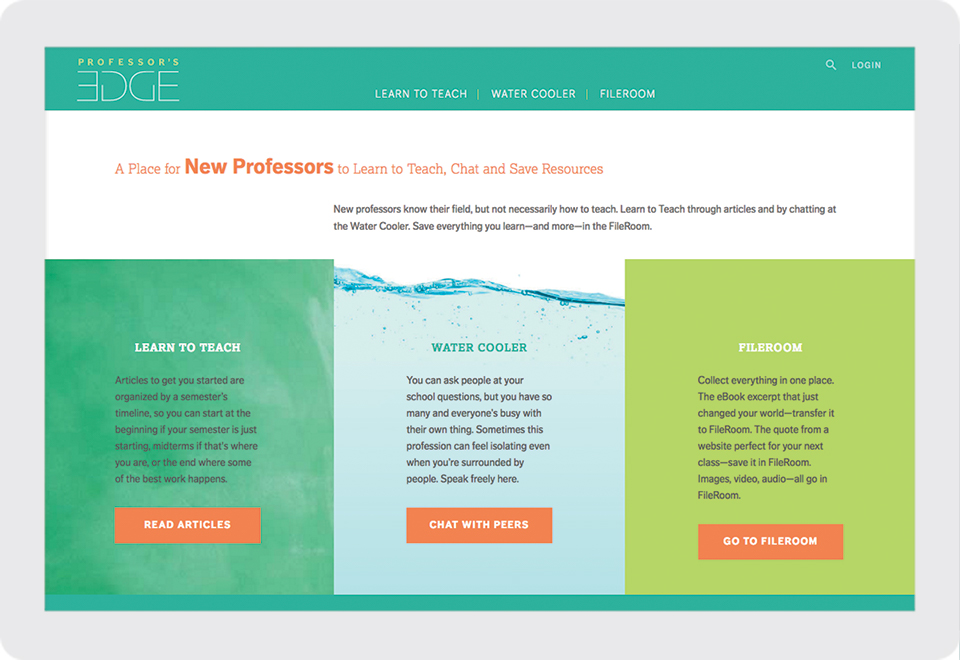 PROFESSOR'S
EDGE
LOGIN
LEARN TO TEACH | WATER COOLER | FILEROOM
A Place for New Professors to Learn to Teach, Chat and Save Resources
New professors know their field, but not necessarily how to teach. Learn to Teach through articles and by chatting at
the Water Cooler. Save everything you learn—and more—in the FileRoom.
LEARN TO TEACH
Articles to get you started are
organized by a semester's
timeline, so you can start at the
beginning if your semester is just
starting, midterms if that's where
you are, or the end where some
of the best work happens.
READ ARTICLES
WATER COOLER
You can ask people at your
school questions, but you have so
many and everyone's busy with
their own thing. Sometimes this
profession can feel isolating even
when you're surrounded by
people. Speak freely here.
CHAT WITH PEERS
FILEROOM
Collect everything in one place.
The eBook excerpt that just
changed your world—transfer it
to FileRoom. The quote from a
website perfect for your next
class—save it in FileRoom.
Images, video, audio—all go in
FileRoom.
GO TO FILEROOM